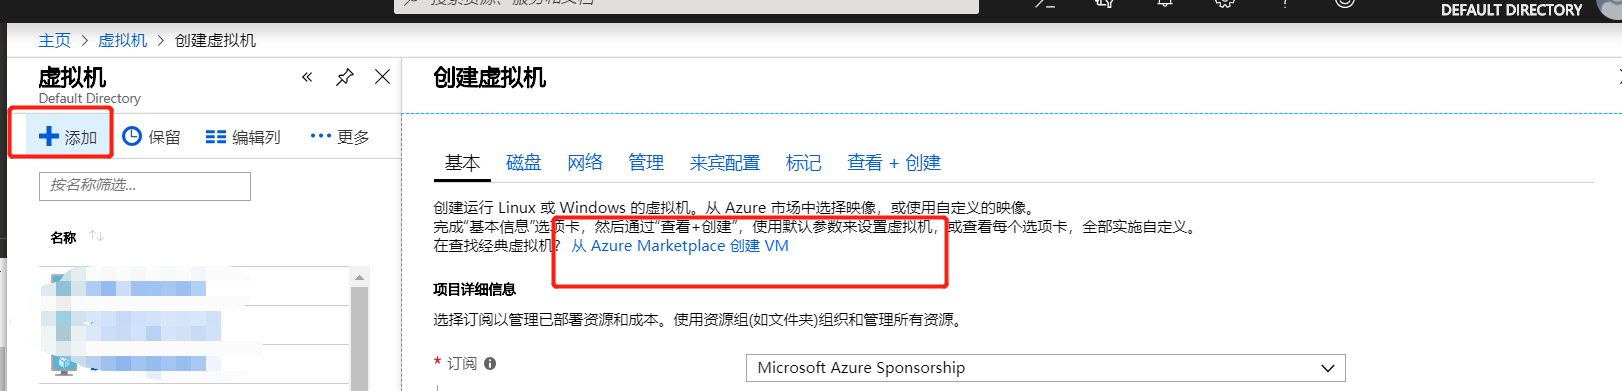 搜索资源、服务和文档
DEFAULT DIRECTORY
主页 > 虚拟机 > 创建虚拟机
虚拟机
Default Directory
添加 保留 编辑列 更多
按名称筛选...
名称
创建虚拟机
基本 磁盘 网络 管理 来宾配置 标记 查看 + 创建
创建运行 Linux 或 Windows 的虚拟机。从 Azure 市场中选择映像，或使用自定义的映像。
完成“基本信息”选项卡，然后通过“查看+创建”，使用默认参数来设置虚拟机，或查看每个选项卡，全部实施自定义。
在查找经典虚拟机? 从 Azure Marketplace 创建 VM
项目详细信息
选择订阅以管理已部署资源和成本。使用资源组(如文件夹)组织和管理所有资源。
* 订阅
Microsoft Azure Sponsorship